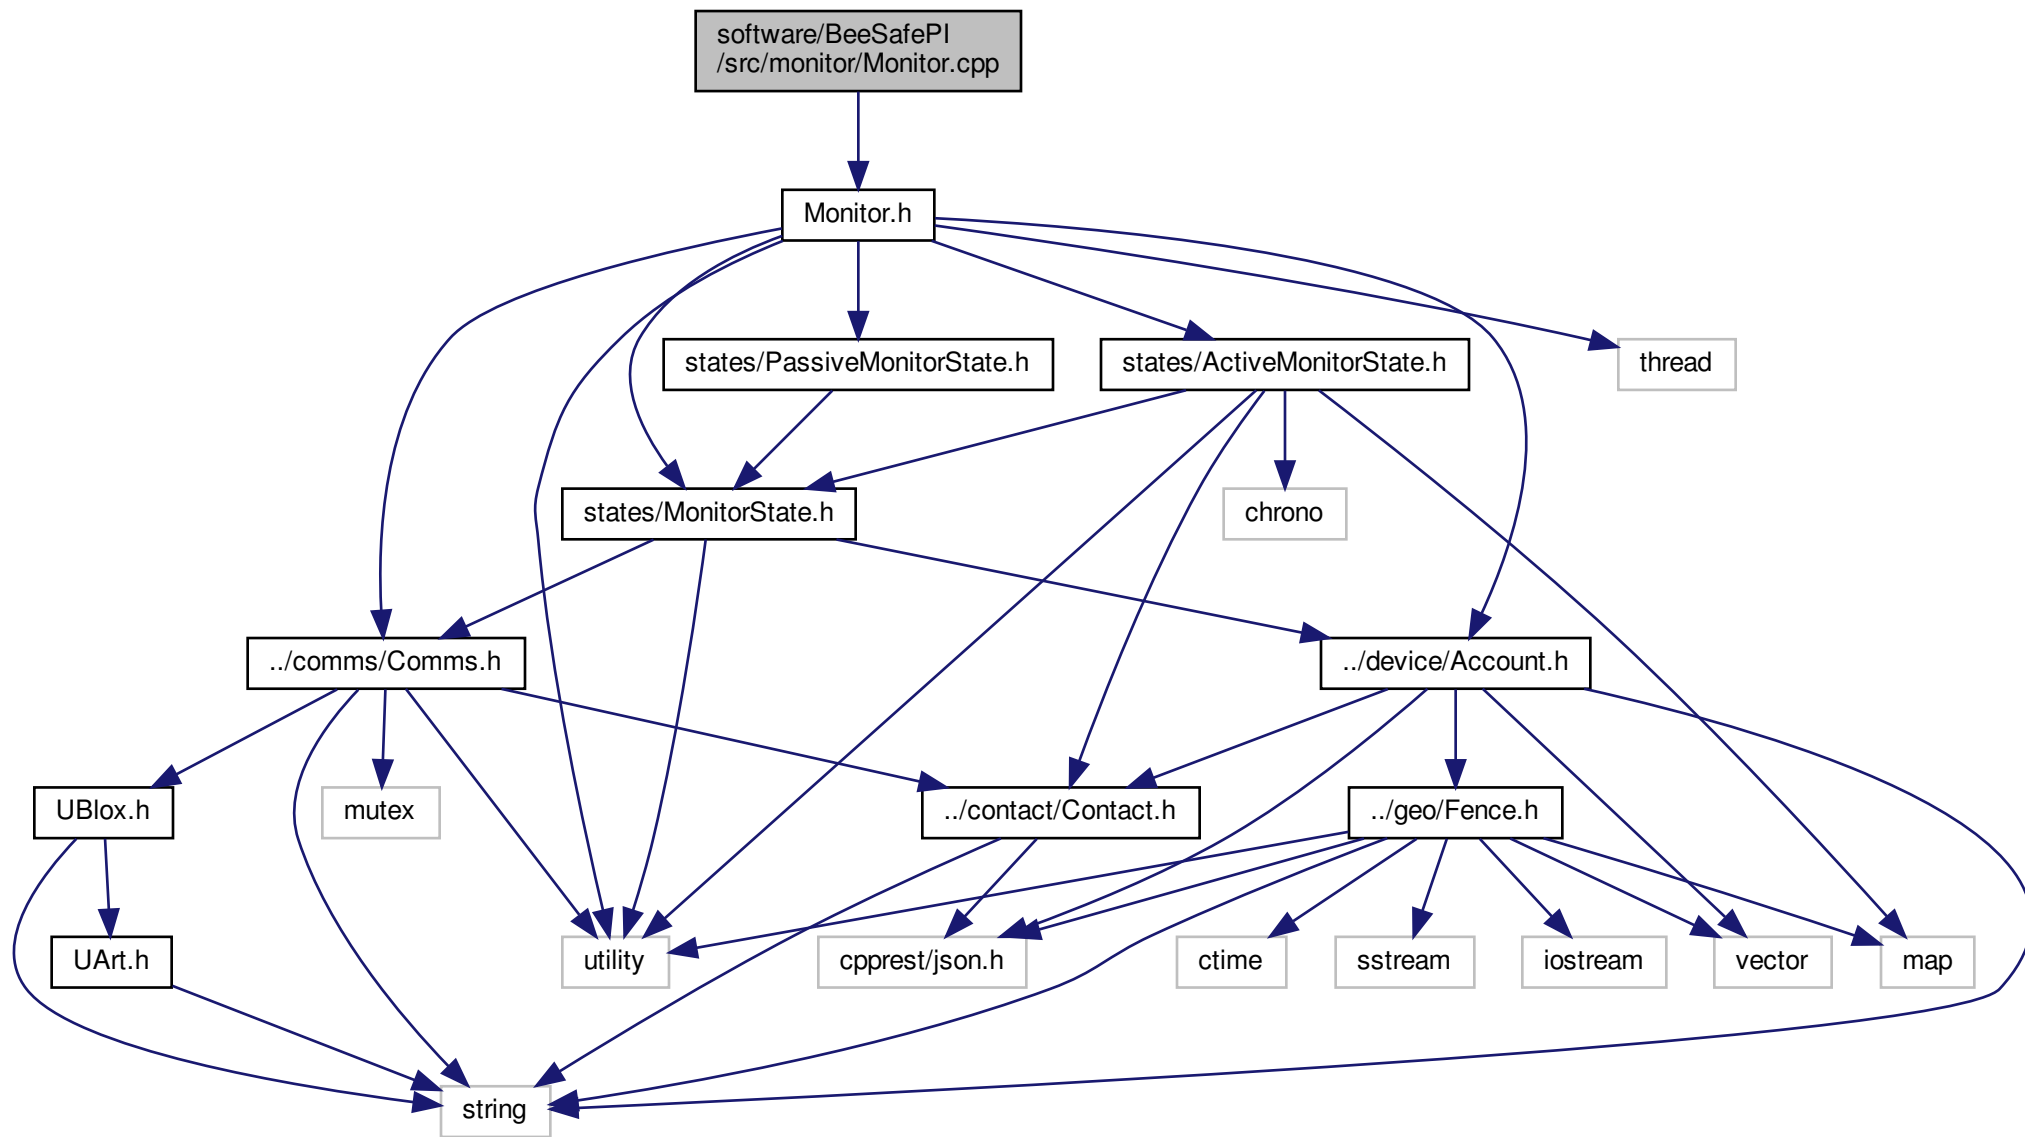 software/BeeSafePI
/src/monitor/Monitor.cpp
Monitor.h
states/PassiveMonitorState.h
states/ActiveMonitorState.h
thread
states/MonitorState.h
chrono
../comms/Comms.h
../device/Account.h
UBlox.h
mutex
../contact/Contact.h
../geo/Fence.h
UArt.h
utility
cpprest/json.h
ctime
sstream
iostream
vector
map
string